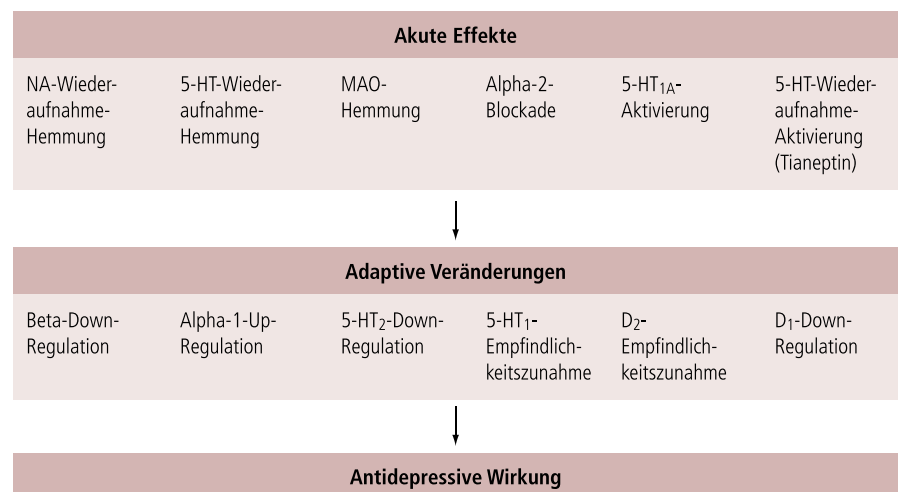 Akute Effekte
NA-Wieder-
aufnahme-
Hemmung
5-HT-Wieder-
aufnahme-
Hemmung
MAO-
Hemmung
Alpha-2-
Blockade
5-HT1A-
Aktivierung
5-HT-Wieder-
aufnahme-
Aktivierung
(Tianeptin)
Adaptive Veränderungen
Beta-Down-
Regulation
Alpha-1-Up-
Regulation
5-HT2-Down-
Regulation
5-HT1-
Empfindlich-
keitszunahme
D2-
Empfindlich-
keitszunahme
D1-Down-
Regulation
Antidepressive Wirkung